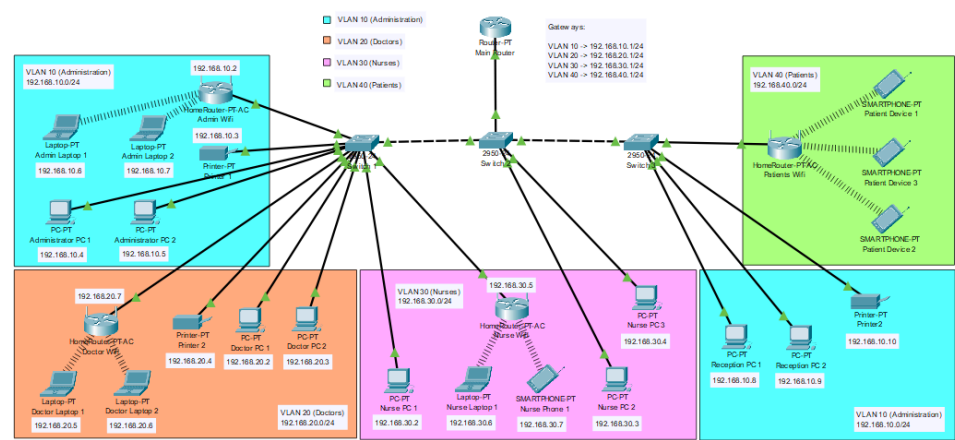 VLAN 10 (Administration)
VLAN 20 (Doctors)
VLAN 30 (Nurses)
VLAN 40 (Patients)
Router-PT
Main Router
Gateways:
VLAN 10 -> 192.168.10.1/24
VLAN 20 -> 192.168.20.1/24
VLAN 30 -> 192.168.30.1/24
VLAN 40 -> 192.168.40.1/24
VLAN 10 (Administration)
192.168.10.0/24
192.168.10.2
HomeRouter-PT-AC
Admin Wifi
Laptop-PT
Admin Laptop 1
192.168.10.6
Laptop-PT
Admin Laptop 2
192.168.10.7
192.168.10.3
Printer-PT
PC-PT
Administrator PC 1
192.168.10.4
PC-PT
Administrator PC 2
192.168.10.5
Switch 1
2950-24
Switch
2950-
VLAN 40 (Patients)
192.168.40.0/24
HomeRouter-PT-AC
Patients Wifi
SMARTPHONE-PT
Patient Device 1
SMARTPHONE-PT
Patient Device 3
SMARTPHONE-PT
Patient Device 2
192.168.20.7
HomeRouter-PT-AC
Doctor Wifi
Printer-PT
Printer 2
192.168.20.4
PC-PT
Doctor PC 1
192.168.20.2
PC-PT
Doctor PC 2
192.168.20.3
Laptop-PT
Doctor Laptop 1
192.168.20.5
Laptop-PT
Doctor Laptop 2
192.168.20.6
VLAN 20 (Doctors)
192.168.20.0/24
VLAN 30 (Nurses)
192.168.30.0/24
192.168.30.5
HomeRouter-PT-AC
Nurse Wifi
PC-PT
Nurse PC 3
192.168.30.4
PC-PT
Nurse PC 1
192.168.30.2
Laptop-PT
Nurse Laptop 1
192.168.30.6
SMARTPHONE-PT
Nurse Phone 1
192.168.30.7
PC-PT
Nurse PC 2
192.168.30.3
Printer-PT
Printer2
192.168.10.10
PC-PT
Reception PC 1
192.168.10.8
PC-PT
Reception PC 2
192.168.10.9
VLAN 10 (Administration)
192.168.10.0/24